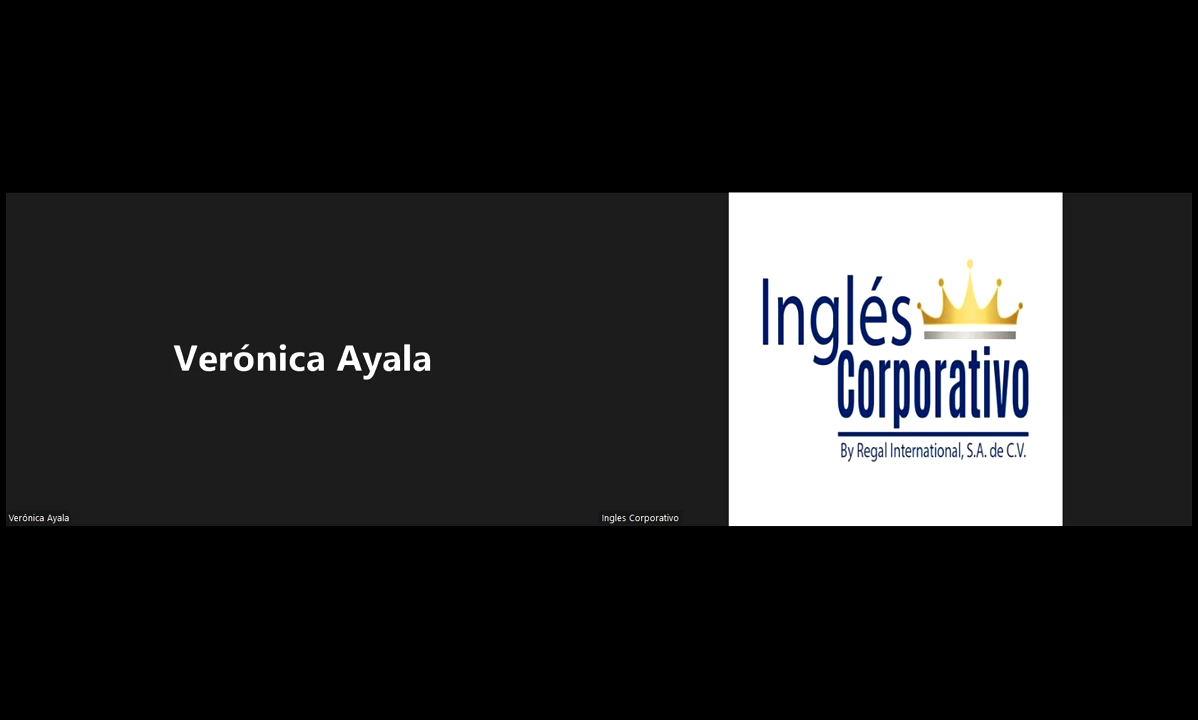 Verónica Ayala
Verónica Ayala
Inglés
Corporativo
By Regal International, S.A. de C.V.
Ingles Corporativo